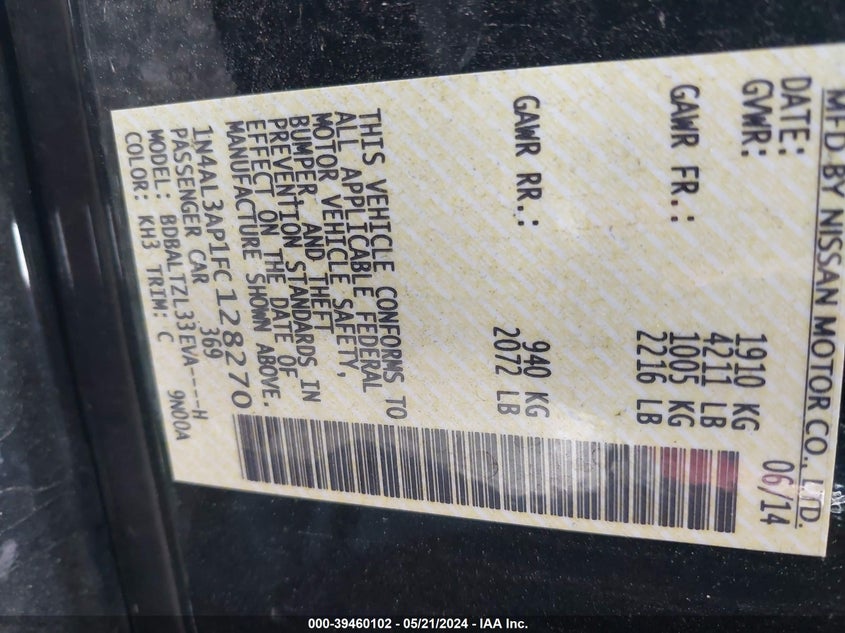 MFD BY NISSAN MOTOR CO., LTD.
DATE: 06/14
GVWR: 1910 KG
4211 LB
GAWR FR.: 1005 KG
2216 LB
GAWR RR.: 940 KG
2072 LB
THIS VEHICLE CONFORMS TO
ALL APPLICABLE FEDERAL
MOTOR VEHICLE SAFETY,
BUMPER, AND THEFT
PREVENTION STANDARDS IN
EFFECT ON THE DATE OF
MANUFACTURE SHOWN ABOVE.
1N4AL3AP1FC128270
PASSENGER CAR 369
MODEL: BDBALTZL33EVA---H
COLOR: KH3 TRIM: C 9N00A
000-39460102 - 05/21/2024 - IAA Inc.